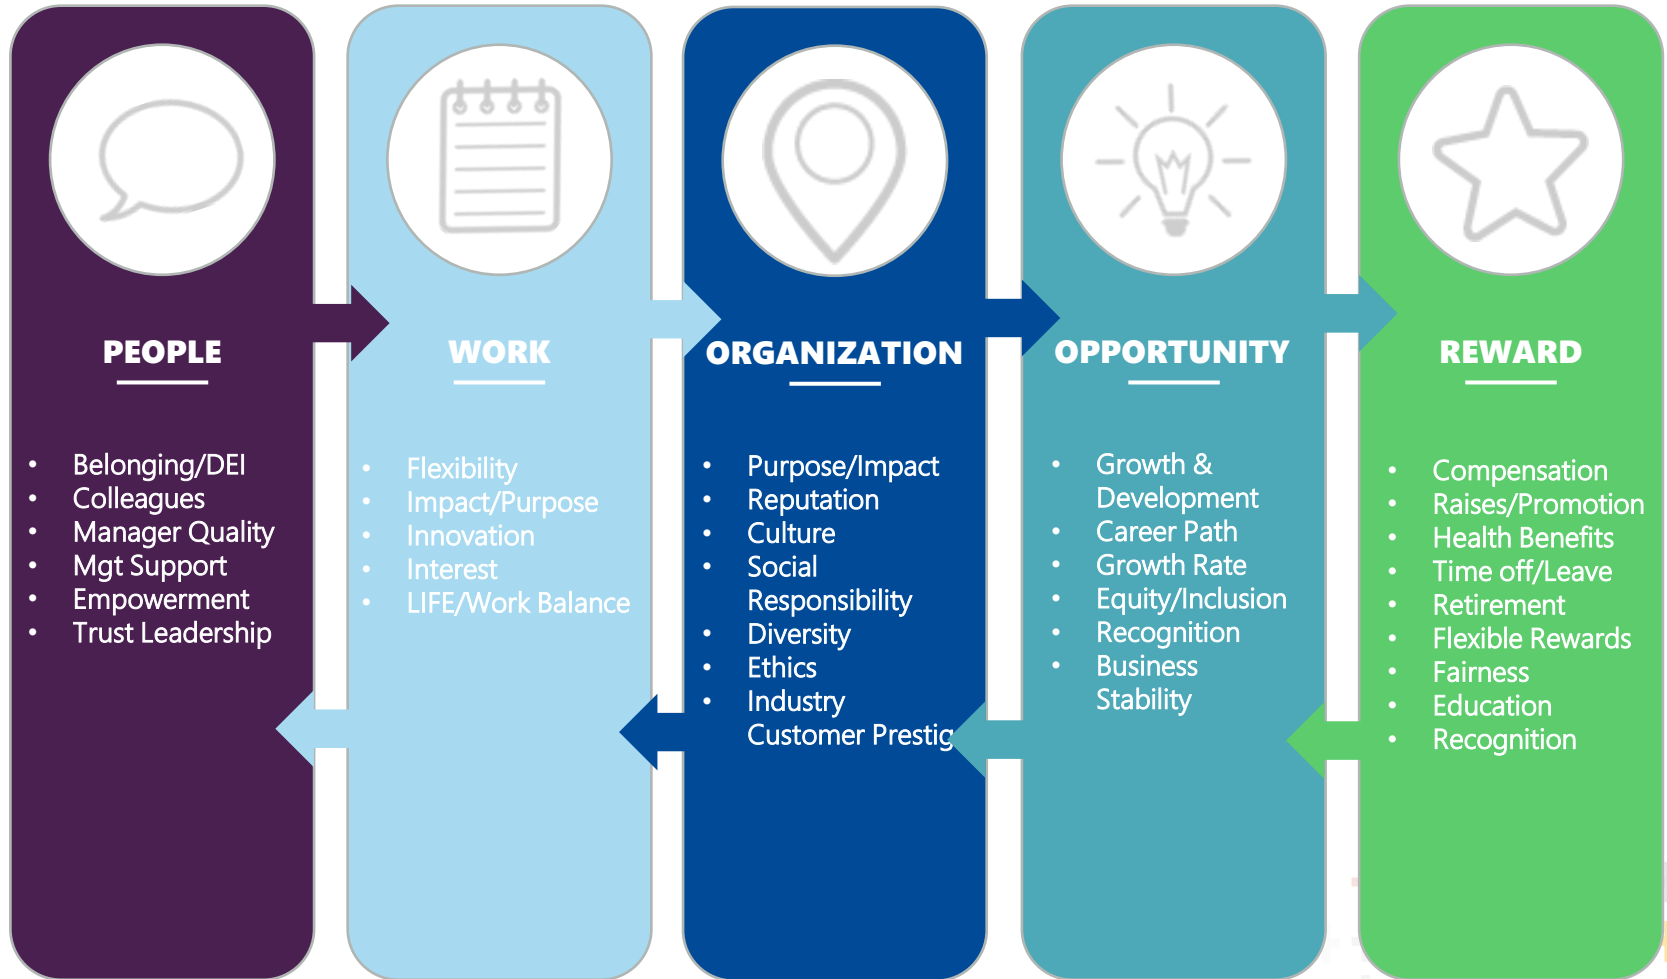 PEOPLE
• Belonging/DEI
• Colleagues
• Manager Quality
• Mgt Support
• Empowerment
• Trust Leadership
WORK
• Flexibility
• Impact/Purpose
• Innovation
• Interest
• LIFE/Work Balance
ORGANIZATION
• Purpose/Impact
• Reputation
• Culture
• Social
Responsibility
• Diversity
• Ethics
• Industry
Customer Prestig
OPPORTUNITY
• Growth &
Development
• Career Path
• Growth Rate
• Equity/Inclusion
• Recognition
• Business
Stability
REWARD
• Compensation
• Raises/Promotion
• Health Benefits
• Time off/Leave
• Retirement
• Flexible Rewards
• Fairness
• Education
• Recognition